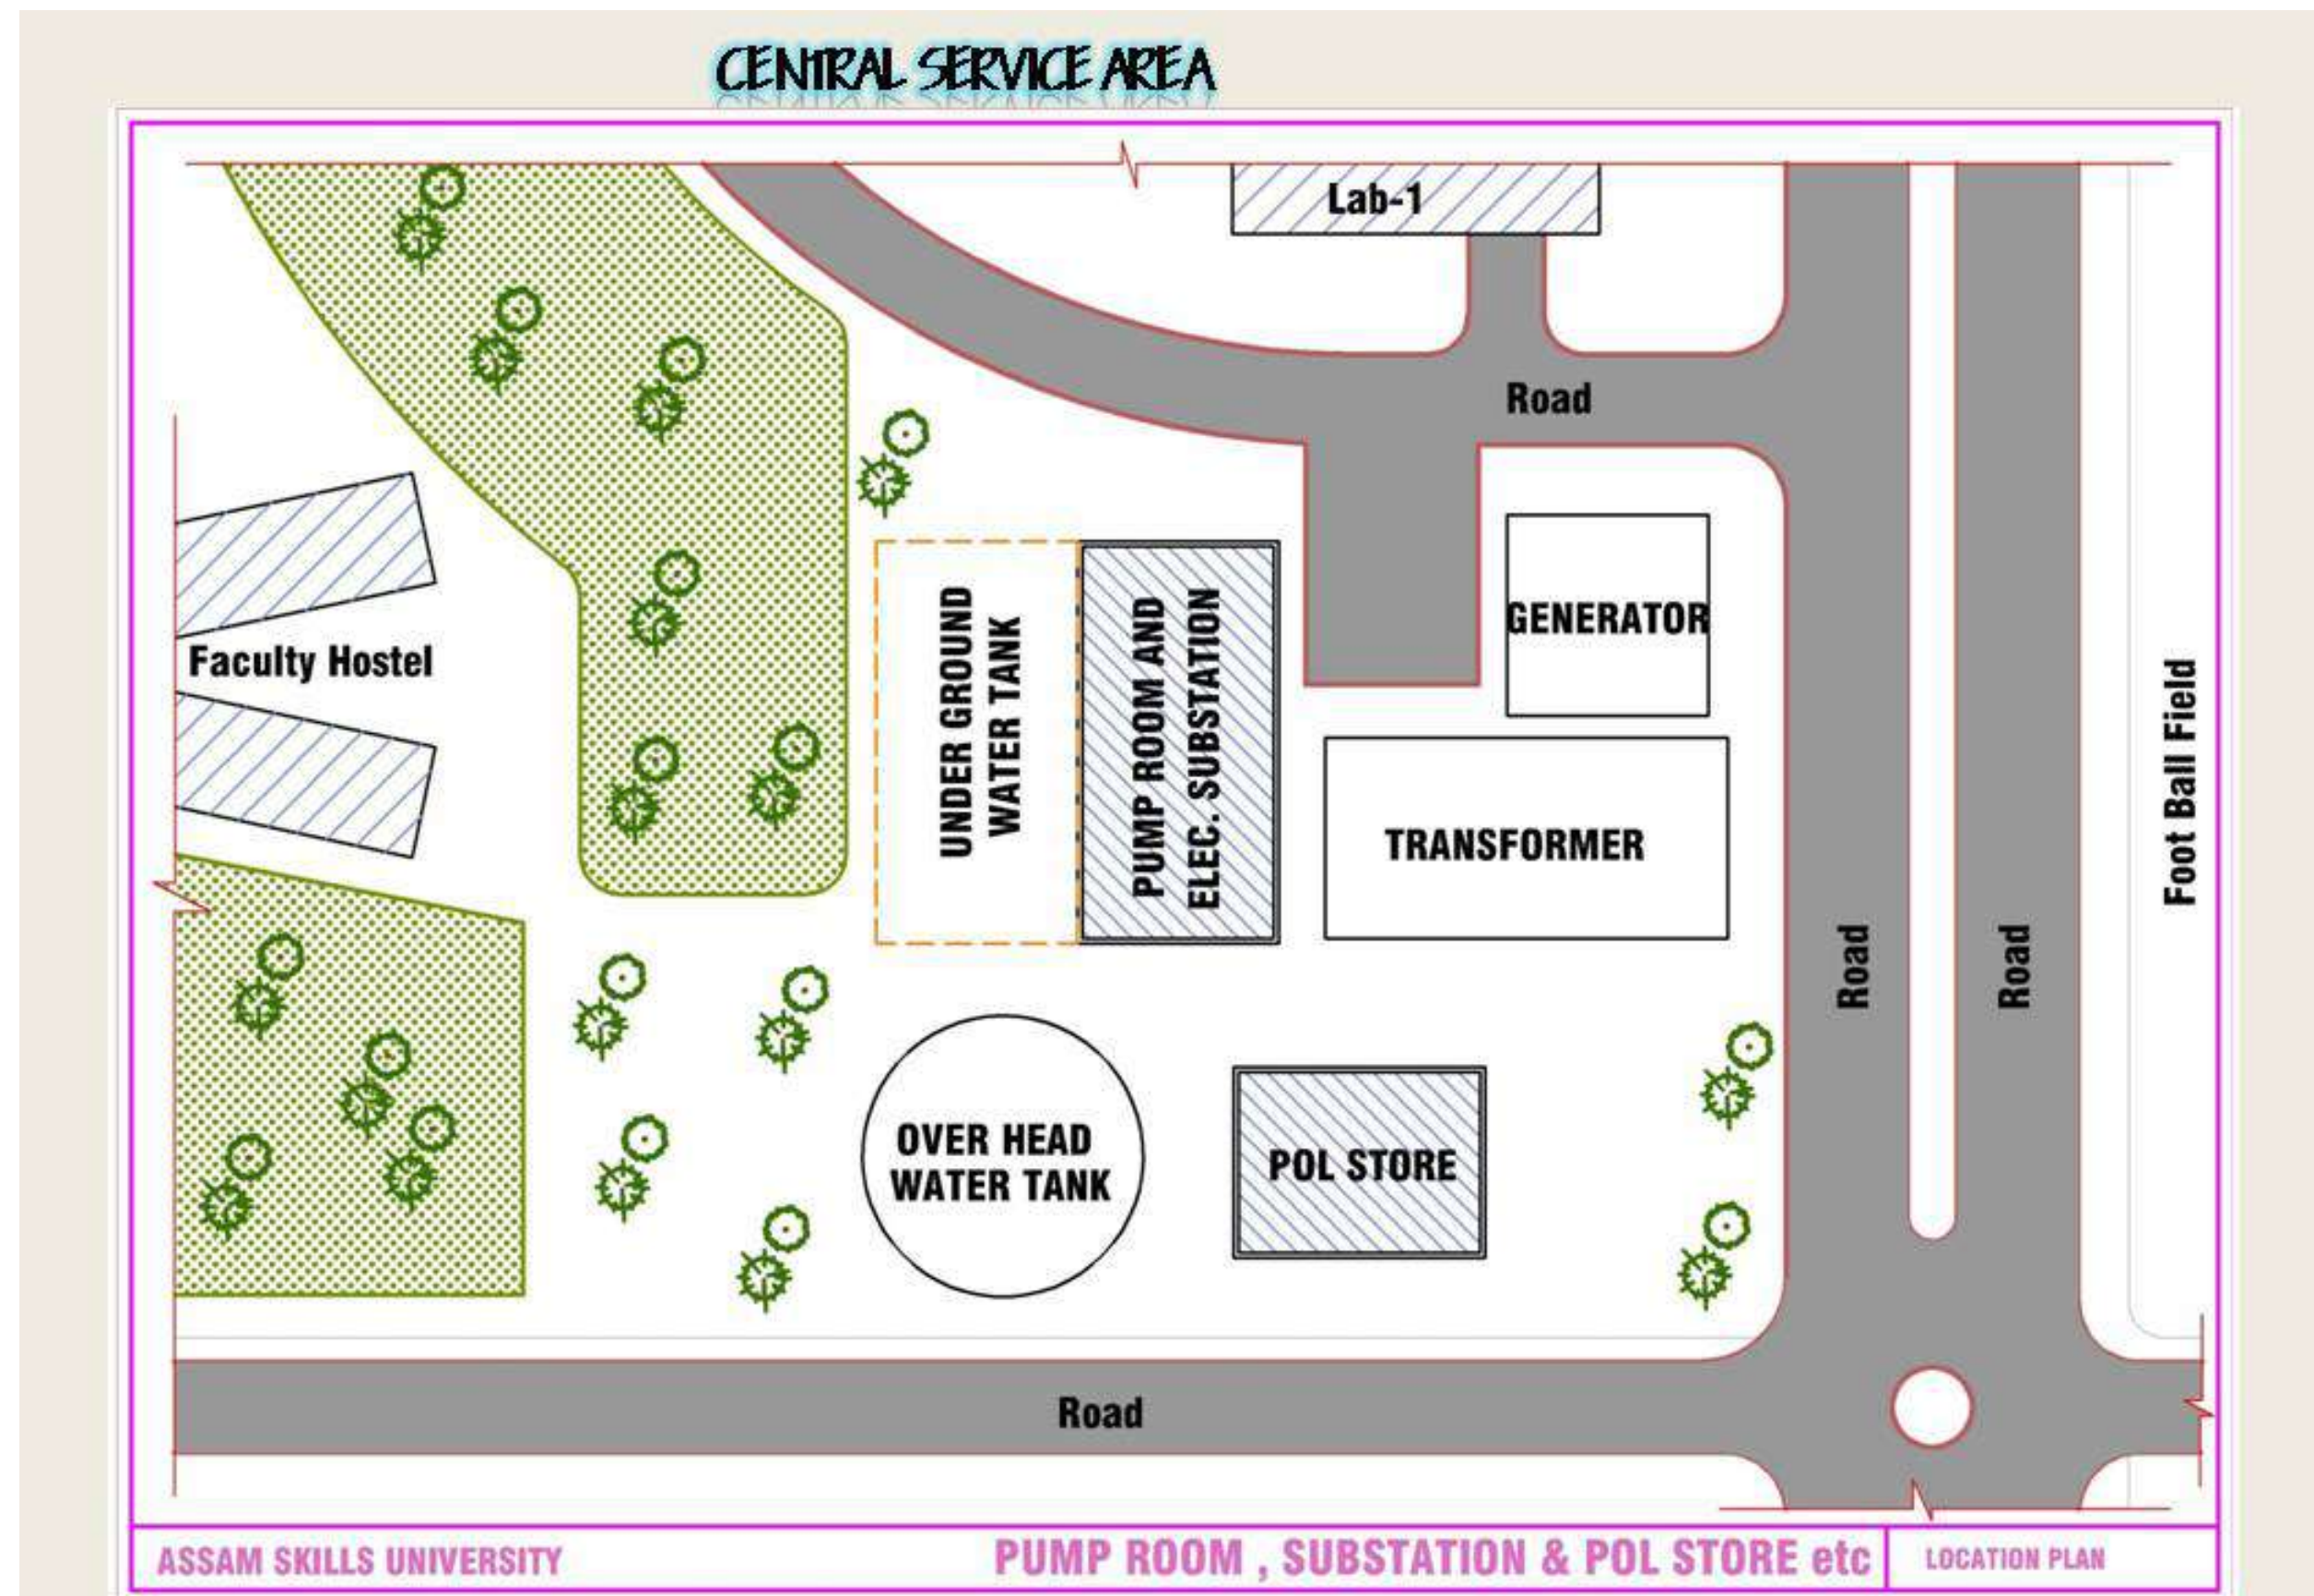 CENTRAL SERVICE AREA
Lab-1
Road
GENERATOR
Faculty Hostel
UNDER GROUND
WATER TANK
PUMP ROOM AND
ELEC. SUBSTATION
TRANSFORMER
Foot Ball Field
Road
Road
OVER HEAD
WATER TANK
POL STORE
Road
ASSAM SKILLS UNIVERSITY
PUMP ROOM , SUBSTATION & POL STORE etc
LOCATION PLAN